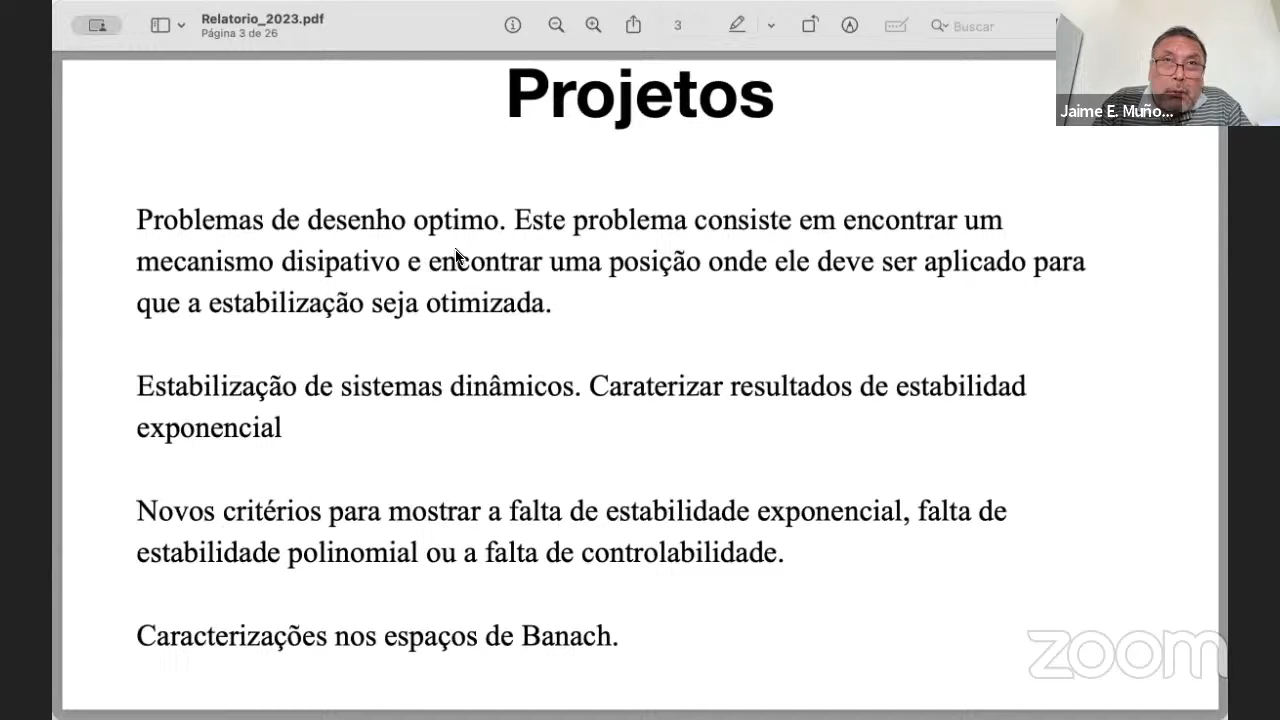 Relatorio_2023.pdf
Página 3 de 26
3
Buscar
Jaime E. Muño...
Projetos
Problemas de desenho optimo. Este problema consiste em encontrar um
mecanismo disipativo e encontrar uma posição onde ele deve ser aplicado para
que a estabilização seja otimizada.
Estabilização de sistemas dinâmicos. Caraterizar resultados de estabilidad
exponencial
Novos critérios para mostrar a falta de estabilidade exponencial, falta de
estabilidade polinomial ou a falta de controlabilidade.
Caracterizações nos espaços de Banach.
zoom